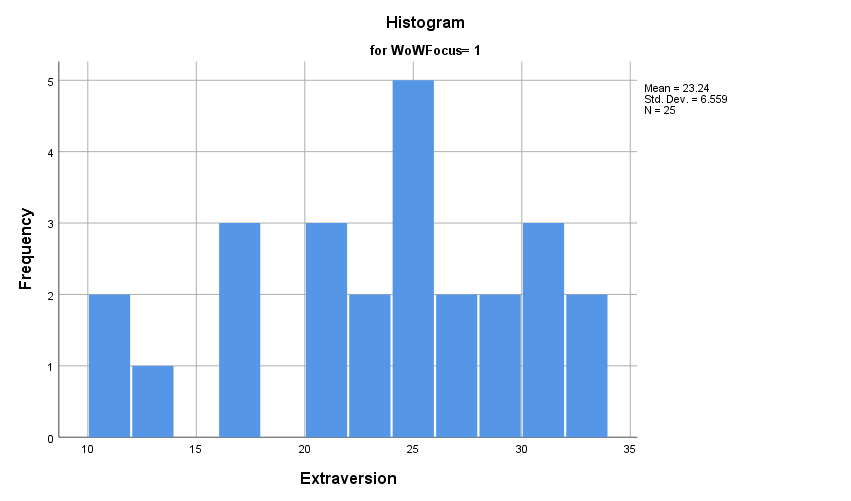 Histogram
for WoWFocus= 1
Mean = 23.24
Std. Dev. = 6.559
N = 25
5
4
3
2
1
0
Frequency
10 15 20 25 30 35
Extraversion